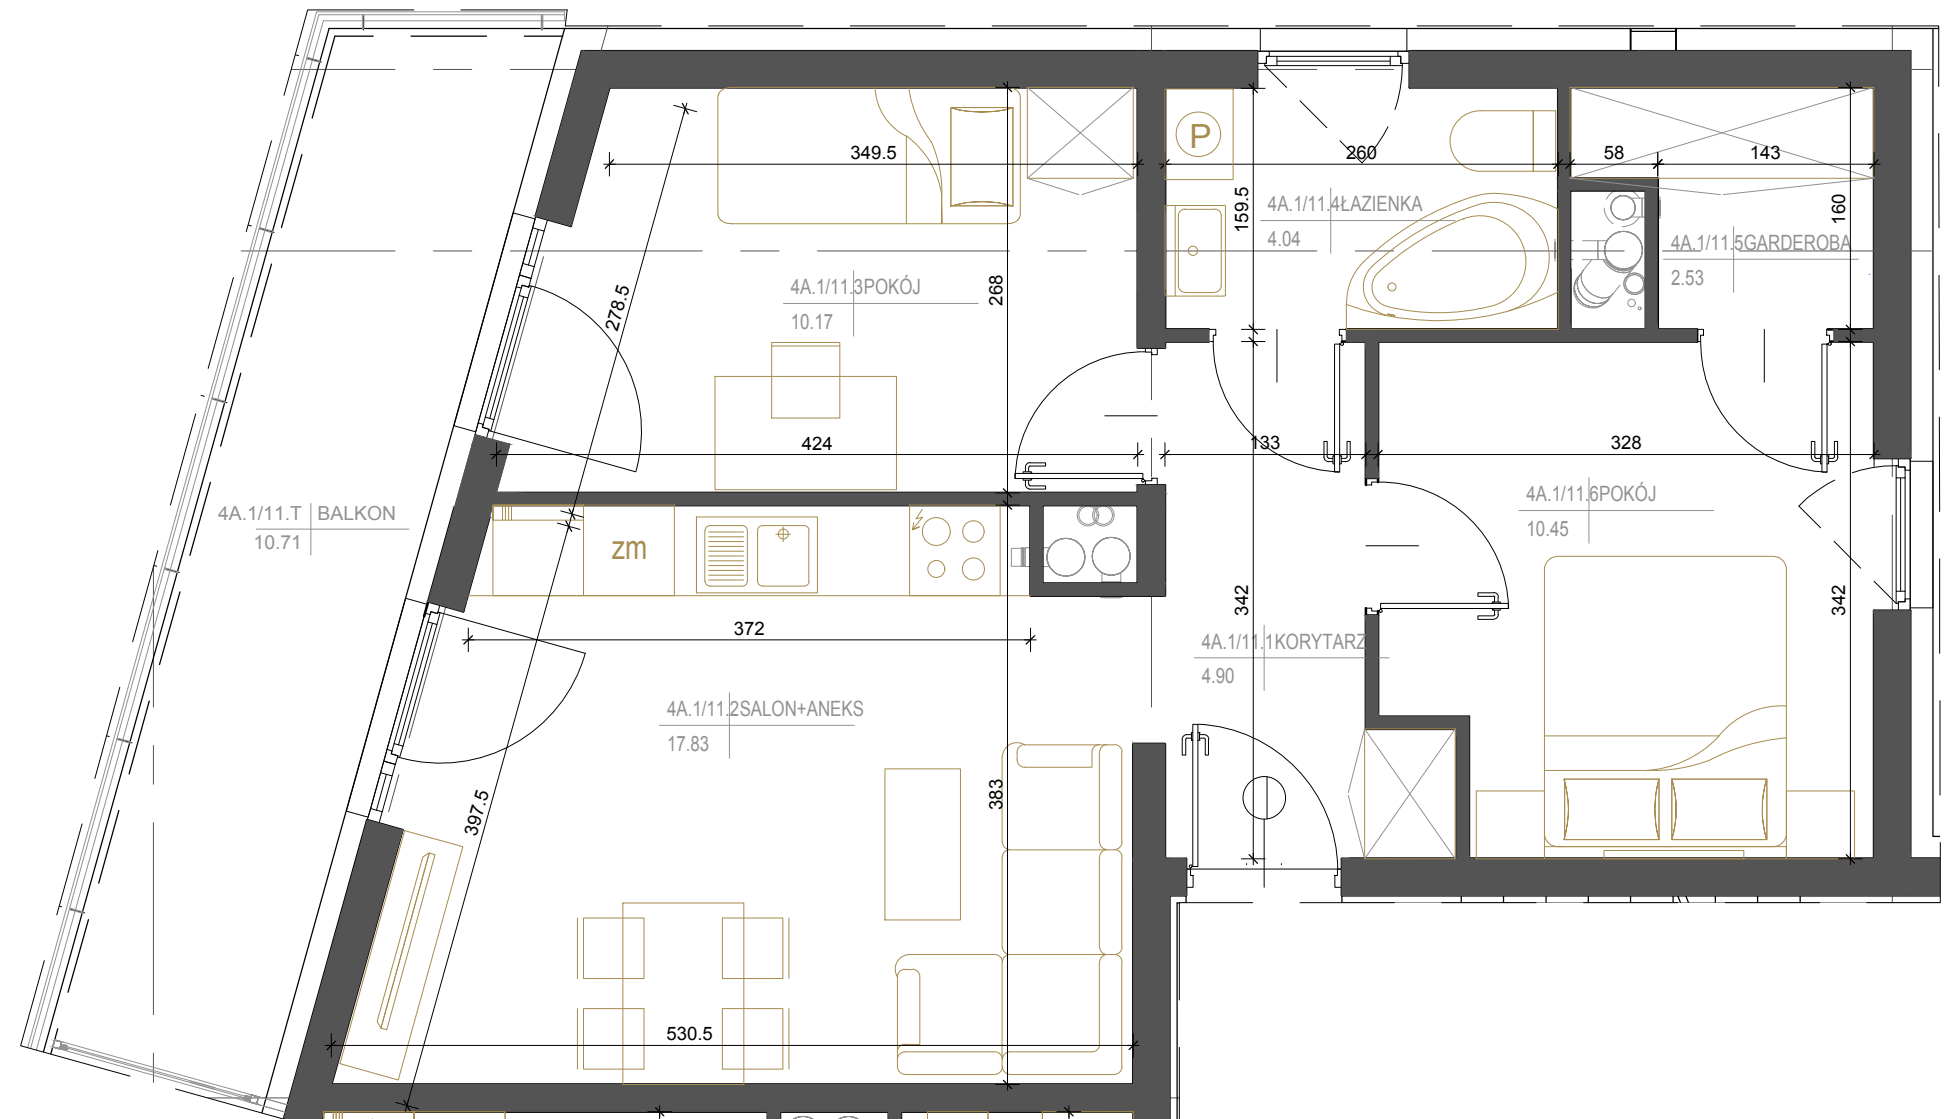 349.5
260
58
143
P
159.5
4A.1/11.4ŁAZIENKA
4.04
160
4A.1/11.5GARDEROBA
2.53
278.5
268
4A.1/11.3POKÓJ
10.17
424
133
328
4A.1/11.T BALKON
10.71
zm
4A.1/11.6POKÓJ
10.45
372
342
342
4A.1/11.1KORYTARZ
4.90
4A.1/11.2SALON+ANEKS
17.83
397.5
383
530.5